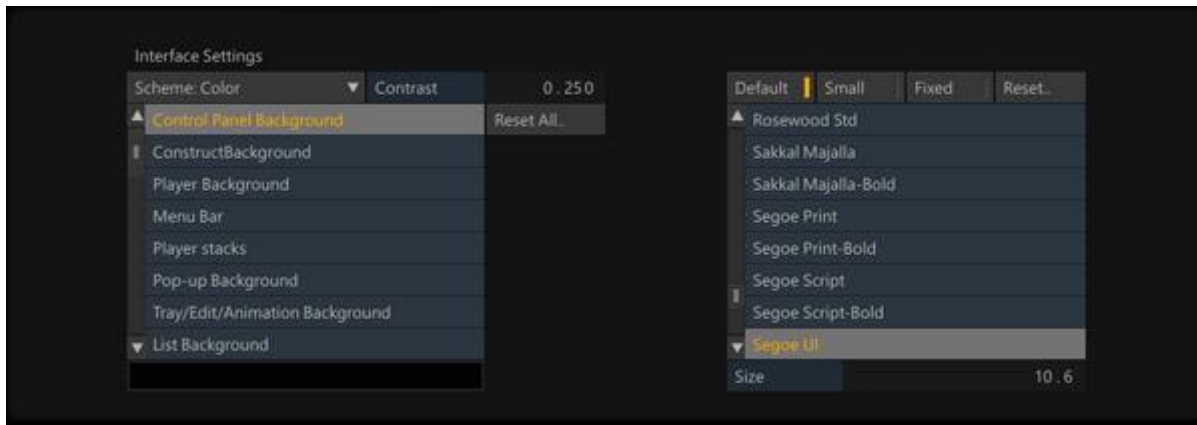 Interface Settings
Scheme: Color Contrast 0.250
Control Panel Background Reset All..
ConstructBackground
Player Background
Menu Bar
Player stacks
Pop-up Background
Tray/Edit/Animation Background
List Background
Default Small Fixed Reset..
Rosewood Std
Sakkal Majalla
Sakkal Majalla-Bold
Segoe Print
Segoe Print-Bold
Segoe Script
Segoe Script-Bold
Segoe UI
Size 10.6